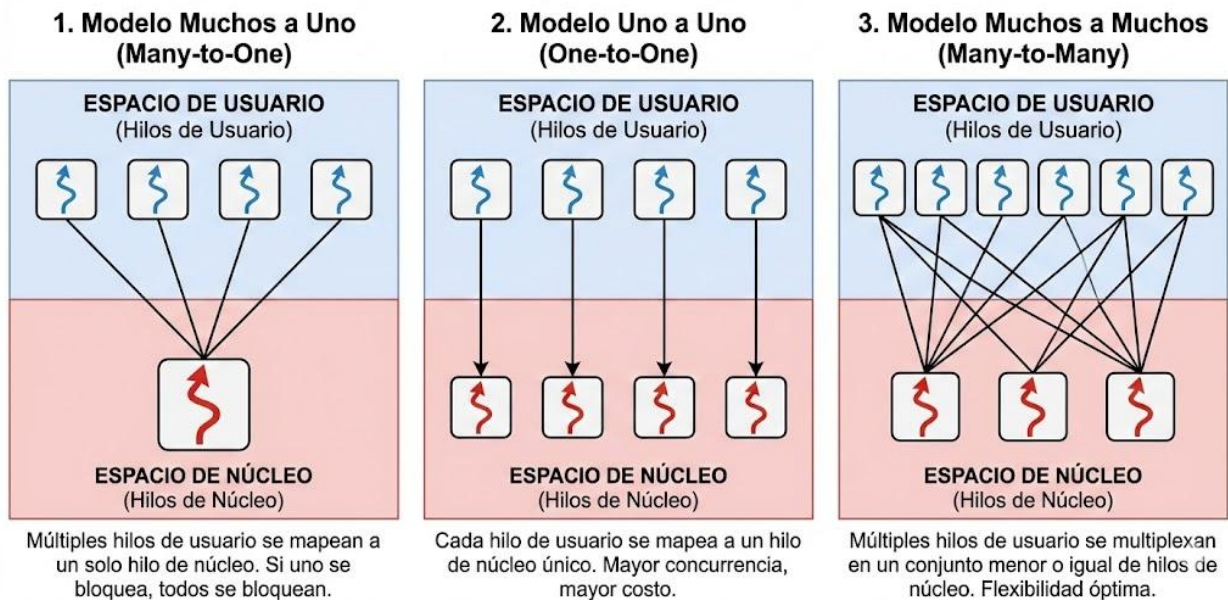 1. Modelo Muchos a Uno
(Many-to-One)
ESPACIO DE USUARIO
(Hilos de Usuario)
ESPACIO DE NÚCLEO
(Hilos de Núcleo)
Múltiples hilos de usuario se mapean a
un solo hilo de núcleo. Si uno se
bloquea, todos se bloquean.
2. Modelo Uno a Uno
(One-to-One)
ESPACIO DE USUARIO
(Hilos de Usuario)
ESPACIO DE NÚCLEO
(Hilos de Núcleo)
Cada hilo de usuario se mapea a un hilo
de núcleo único. Mayor concurrencia,
mayor costo.
3. Modelo Muchos a Muchos
(Many-to-Many)
ESPACIO DE USUARIO
(Hilos de Usuario)
ESPACIO DE NÚCLEO
(Hilos de Núcleo)
Múltiples hilos de usuario se multiplexan
en un conjunto menor o igual de hilos de
núcleo. Flexibilidad óptima.